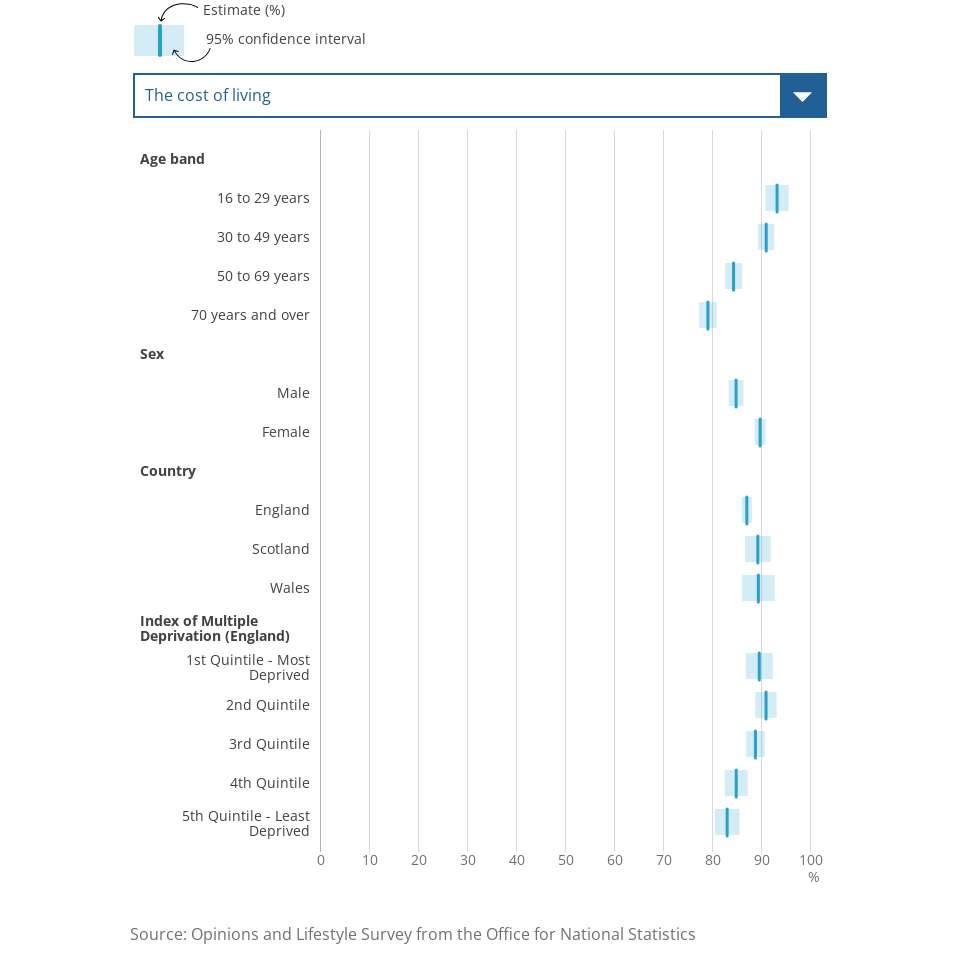 Estimate (%)
95% confidence interval
The cost of living
Age band
16 to 29 years
30 to 49 years
50 to 69 years
70 years and over
Sex
Male
Female
Country
England
Scotland
Wales
Index of Multiple
Deprivation (England)
1st Quintile - Most
Deprived
2nd Quintile
3rd Quintile
4th Quintile
5th Quintile - Least
Deprived
0 10 20 30 40 50 60 70 80 90 100
%
Source: Opinions and Lifestyle Survey from the Office for National Statistics